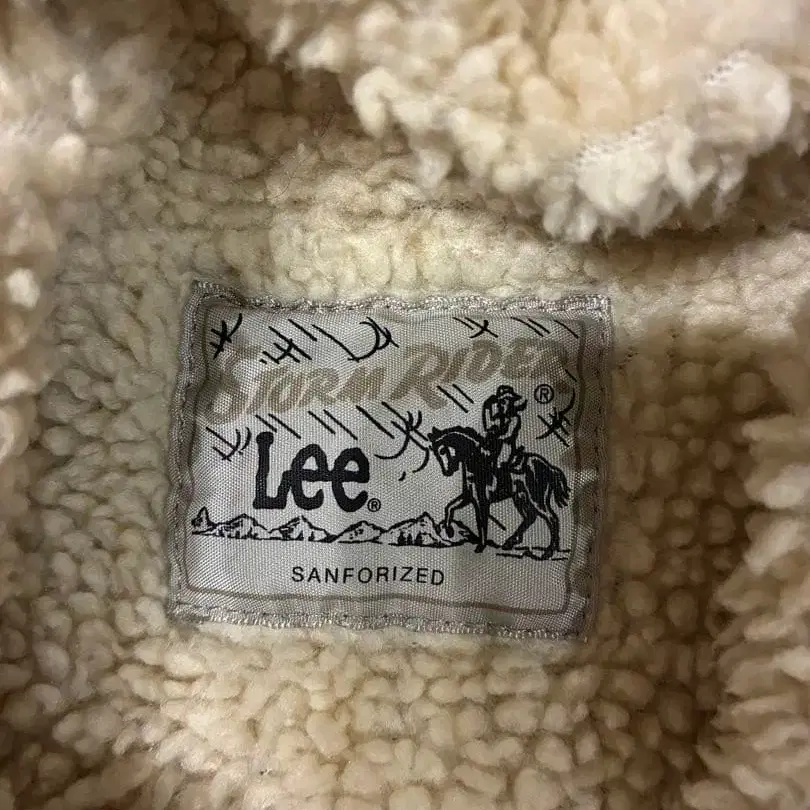 STORM RIDER
®
Lee®
SANFORIZED